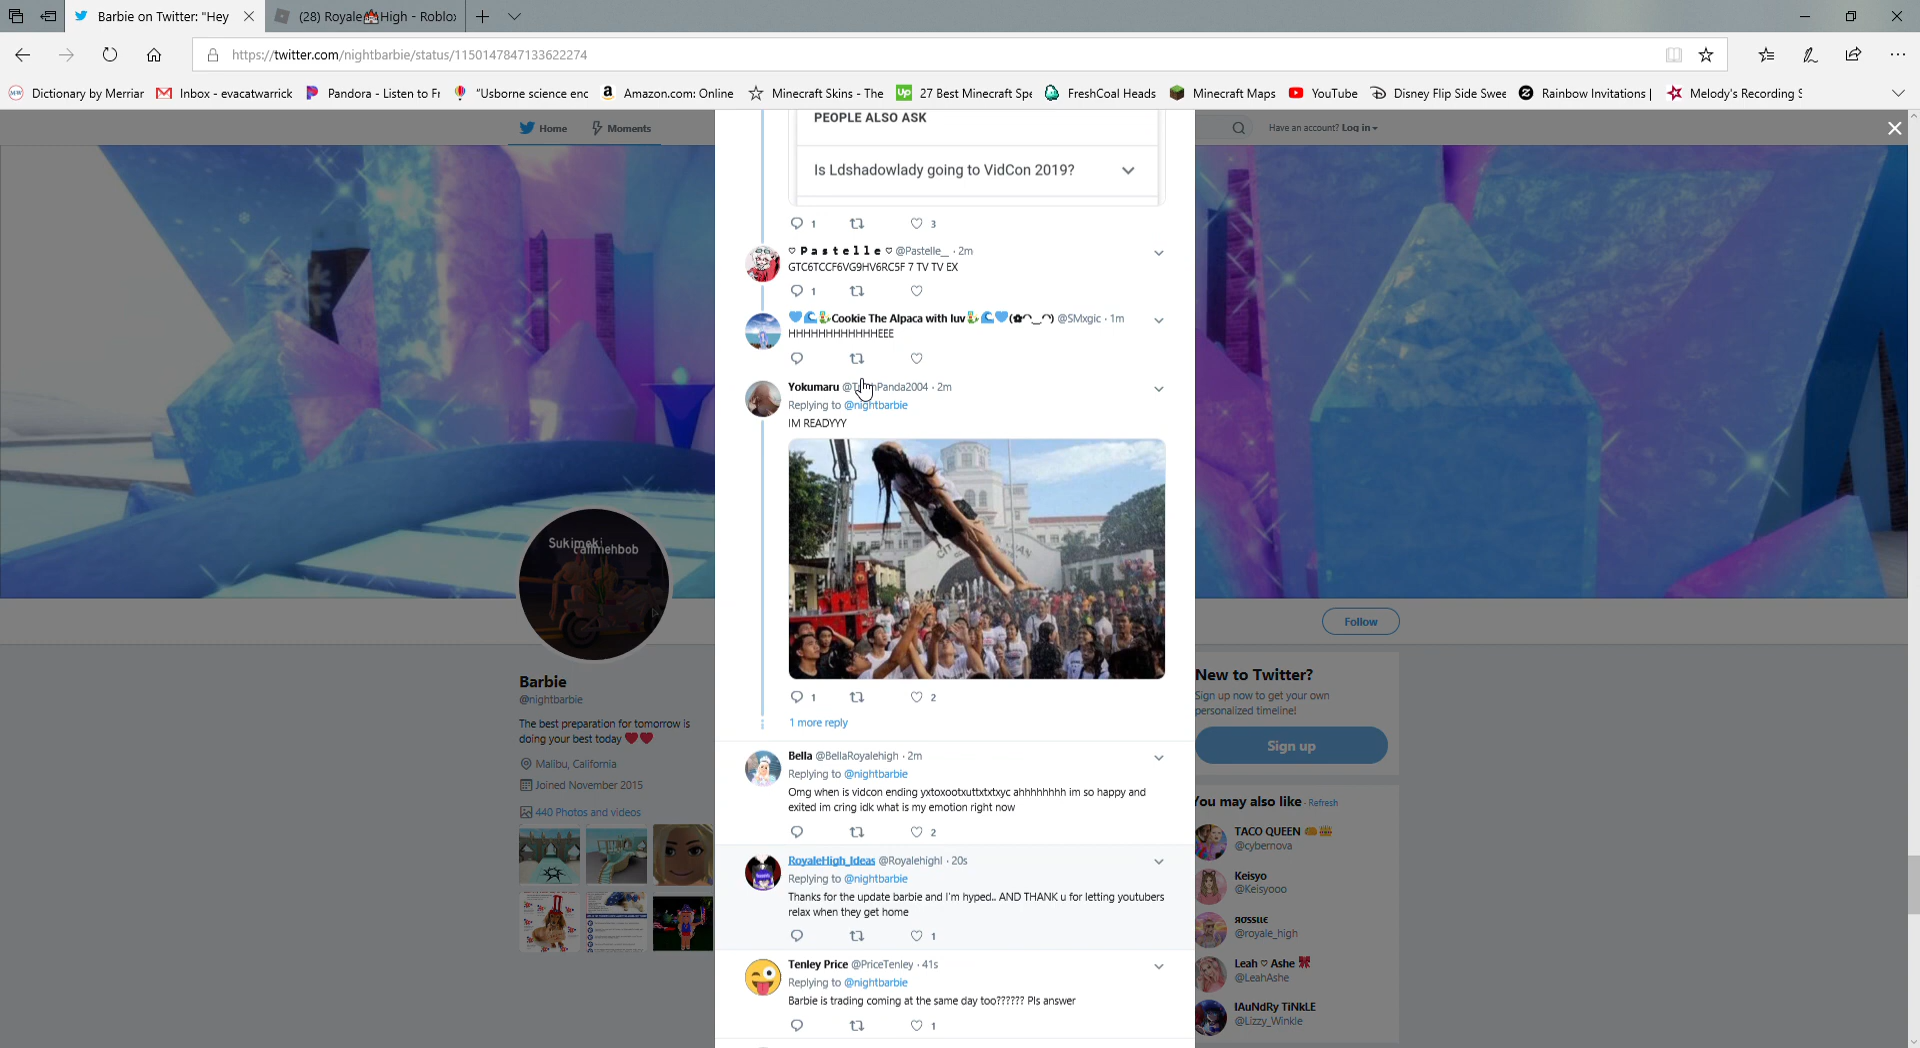 Barbie on Twitter: "Hey
(28) Royale High - Roblox
https://twitter.com/nightbarbie/status/1150147847133622274
Dictionary by Merriar
Inbox - evacatwarrick
Pandora - Listen to Fr
"Usborne science enc
Amazon.com: Online
Minecraft Skins - The
27 Best Minecraft Spe
FreshCoal Heads
Minecraft Maps
YouTube
Disney Flip Side Swee
Rainbow Invitations |
Melody's Recording S
Home
Moments
Have an account? Log in
PEOPLE ALSO ASK
Is Ldshadowlady going to VidCon 2019?
1 3
♡ P a s t e l l e ♡ @Pastelle__ · 2m
GTC6TCCF6VG9HV6RC5F 7 TV TV EX
1
Cookie The Alpaca with luv (✿◠‿◠) @SMxgic · 1m
HHHHHHHHHHHHEEE
Yokumaru · 2m
Replying to @nightbarbie
IM READYYY
1 2
1 more reply
Bella @BellaRoyalehigh · 2m
Replying to @nightbarbie
Omg when is vidcon ending yxtoxootxuttxtxtxyc ahhhhhhhh im so happy and
exited im cring idk what is my emotion right now
2
RoyaleHigh_Ideas @Royalehighl · 20s
Replying to @nightbarbie
Thanks for the update barbie and I'm hyped.. AND THANK u for letting youtubers
relax when they get home
1
Tenley Price @PriceTenley · 41s
Replying to @nightbarbie
Barbie is trading coming at the same day too?????? Pls answer
1
Sukimeki
callmehbob
Barbie
@nightbarbie
The best preparation for tomorrow is
doing your best today
Malibu, California
Joined November 2015
440 Photos and videos
Follow
New to Twitter?
Sign up now to get your own
personalized timeline!
Sign up
You may also like · Refresh
TACO QUEEN
@cybernova
Keisyo
@Keisyooo
ЯσƨƨılЄ
@royale_high
Leah ♡ Ashe
@LeahAshe
lAuNdRy TiNkLE
@Lizzy_Winkle